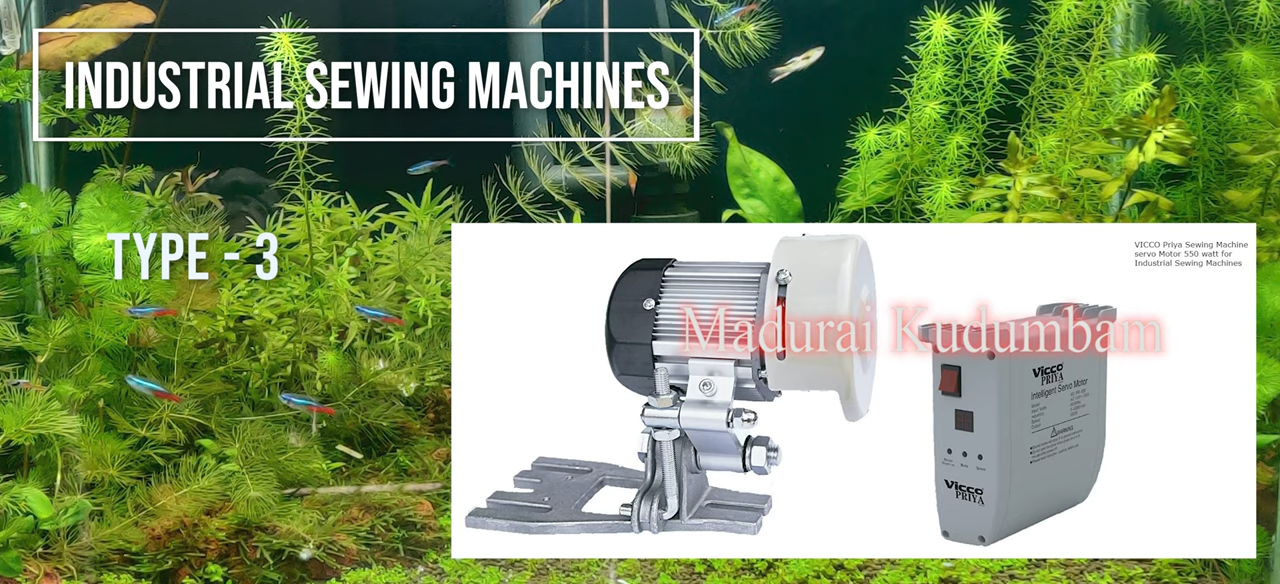 INDUSTRIAL SEWING MACHINES
TYPE - 3
VICCO Priya Sewing Machine
servo Motor 550 watt for
Industrial Sewing Machines
Madurai Kudumbam
Vicco
PRIYA
Intelligent Servo Motor
WARNING
Vicco
PRIYA